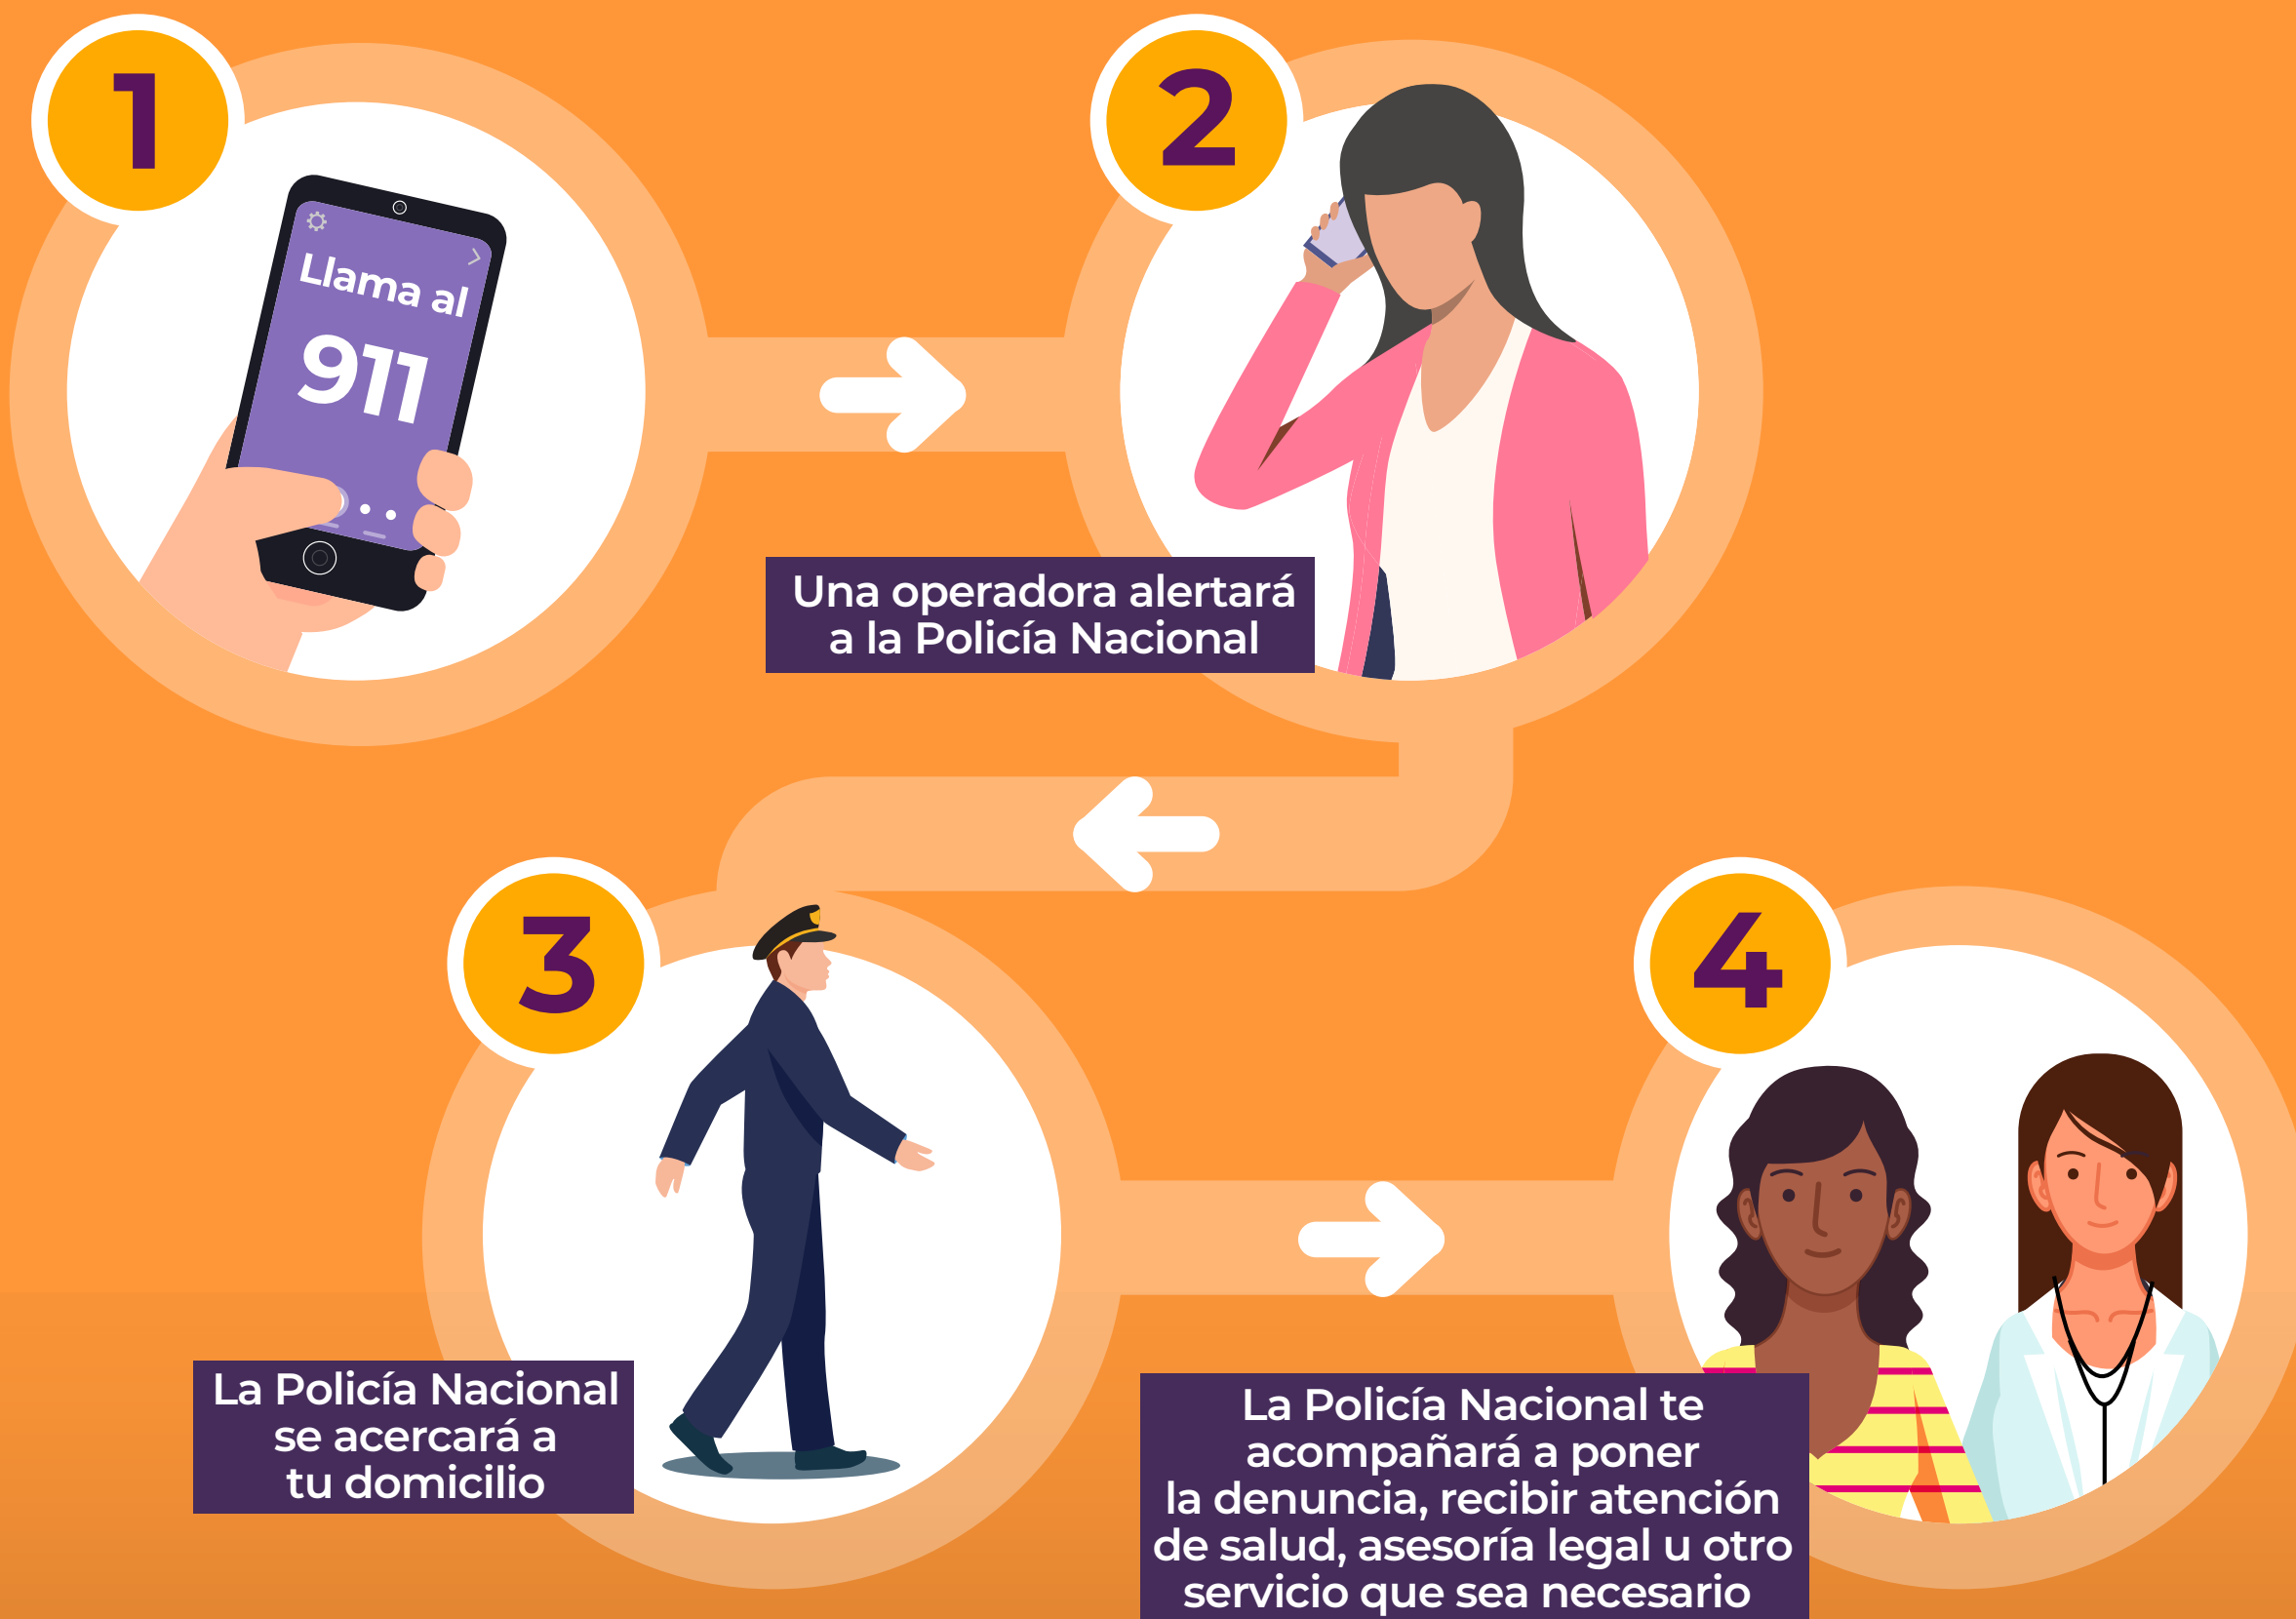 1
Llama al
911
2
Una operadora alertará
a la Policía Nacional
3
La Policía Nacional
se acercará a
tu domicilio
4
La Policía Nacional te
acompañará a poner
la denuncia, recibir atención
de salud, asesoría legal u otro
servicio que sea necesario